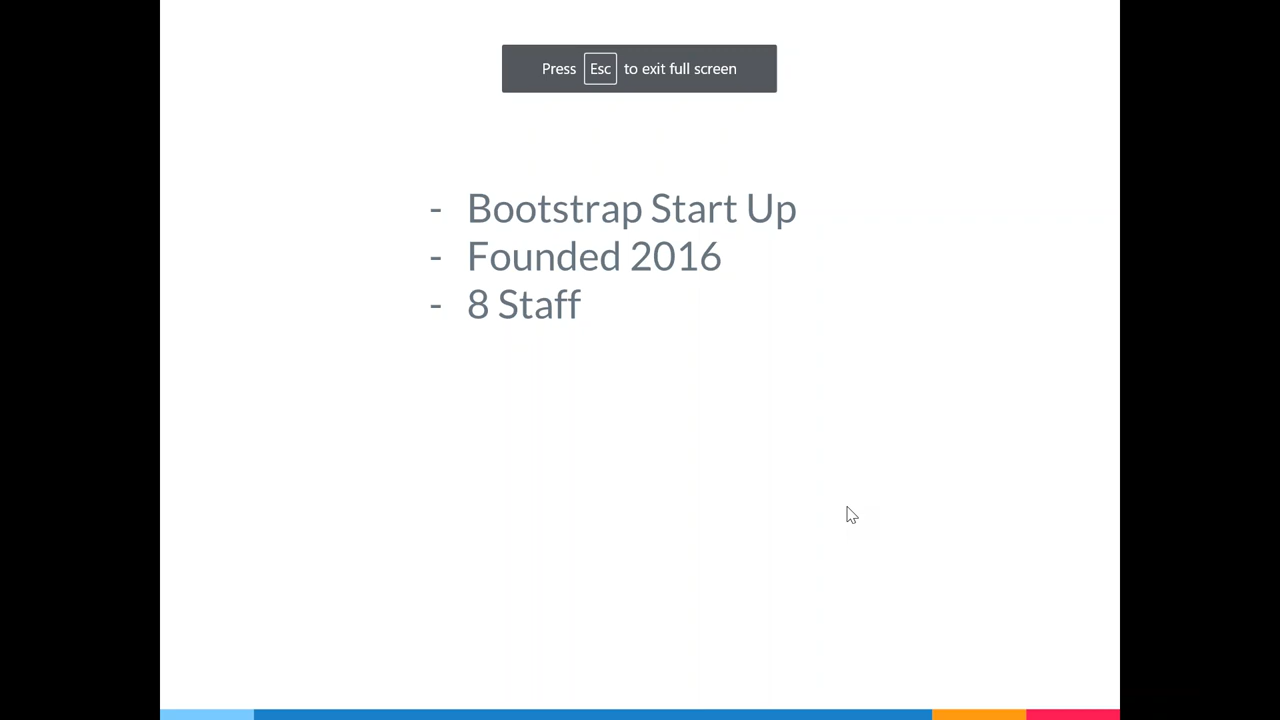 Press Esc to exit full screen
- Bootstrap Start Up
- Founded 2016
- 8 Staff